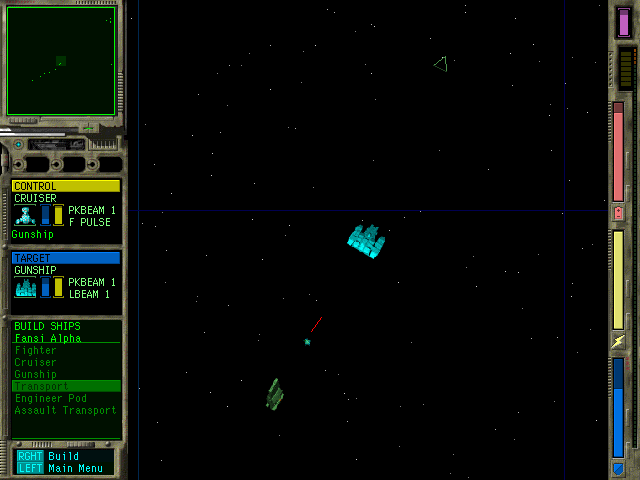 CONTROL
CRUISER
PKBEAM 1
F PULSE
Gunship
TARGET
GUNSHIP
PKBEAM 1
LBEAM 1
BUILD SHIPS
Fansi Alpha
Fighter
Cruiser
Gunship
Transport
Engineer Pod
Assault Transport
RGHT Build
LEFT Main Menu